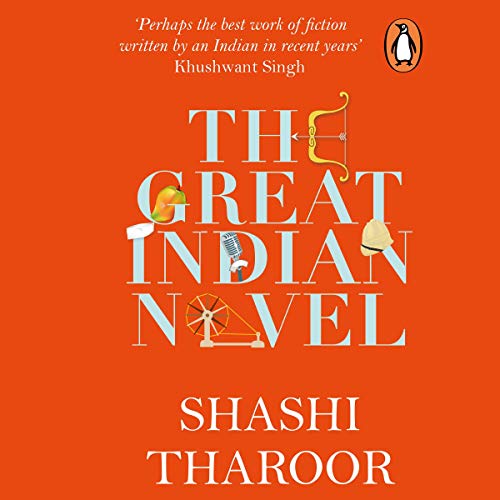 ‘Perhaps the best work of fiction
written by an Indian in recent years’
Khushwant Singh
THE
GREAT
INDIAN
NOVEL
SHASHI
THAROOR